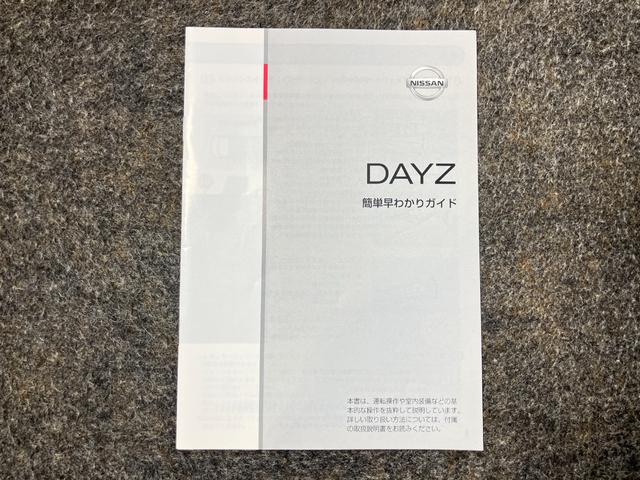 NISSAN
DAYZ
簡単早わかりガイド
本書は、運転操作や室内装備などの基
本的な操作を抜粋して説明しています。
詳しい取り扱い方法については、付属
の取扱説明書をお読みください。